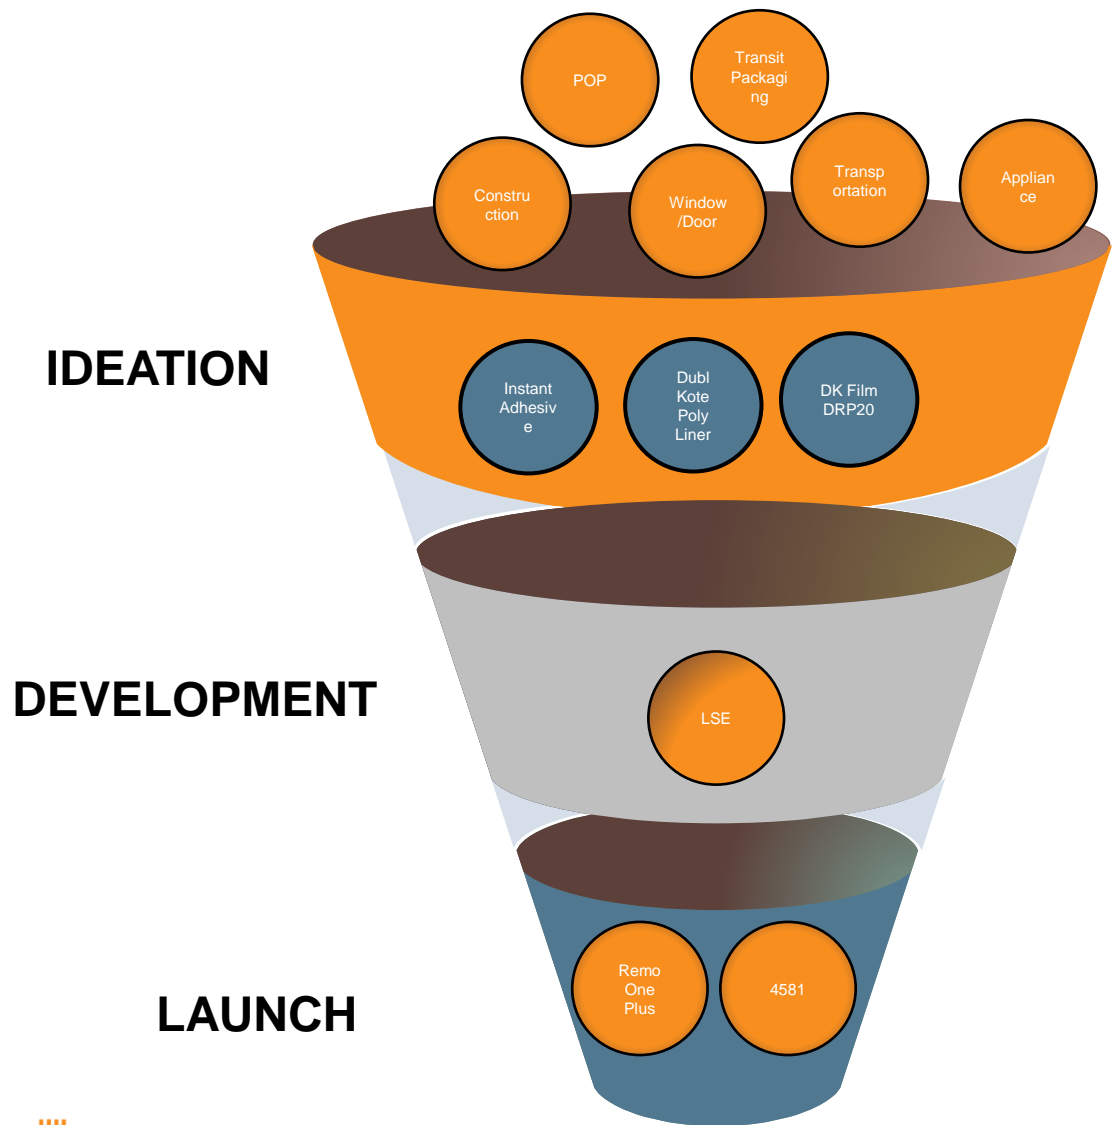 POP
Transit
Packagi
ng
Constru
ction
Window
/Door
Transp
ortation
Applian
ce
IDEATION
Instant
Adhesiv
e
Dubl
Kote
Poly
Liner
DK Film
DRP20
DEVELOPMENT
LSE
LAUNCH
Remo
One
Plus
4581